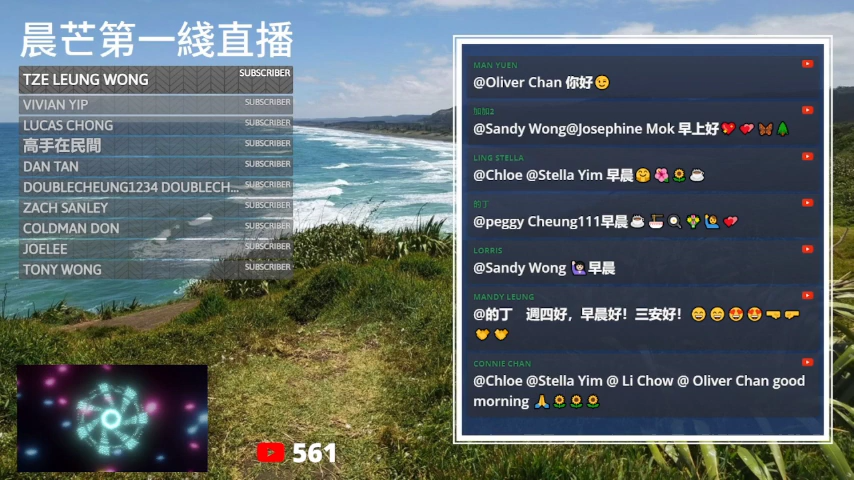 晨芒第一綫直播
TZE LEUNG WONG SUBSCRIBER
VIVIAN YIP SUBSCRIBER
LUCAS CHONG SUBSCRIBER
高手在民間 SUBSCRIBER
DAN TAN SUBSCRIBER
DOUBLECHEUNG1234 DOUBLECH... SUBSCRIBER
ZACH SANLEY SUBSCRIBER
COLDMAN DON SUBSCRIBER
JOELEE SUBSCRIBER
TONY WONG SUBSCRIBER
561
MAN YUEN
@Oliver Chan 你好😉
@Sandy Wong@Josephine Mok 早上好💖💕🦋🌲
LING STELLA
@Chloe @Stella Yim 早晨🤗🌺🌻☕
的丁
@peggy Cheung111早晨☕🍜🍳💐🙋💕
LORRIS
@Sandy Wong 🙋🏻‍♀️早晨
MANDY LEUNG
@的丁 週四好，早晨好！三安好！😄😄😍😍🤜🤛
🐥🐥
CONNIE CHAN
@Chloe @Stella Yim @ Li Chow @ Oliver Chan good
morning 🙏🌻🌻🌻